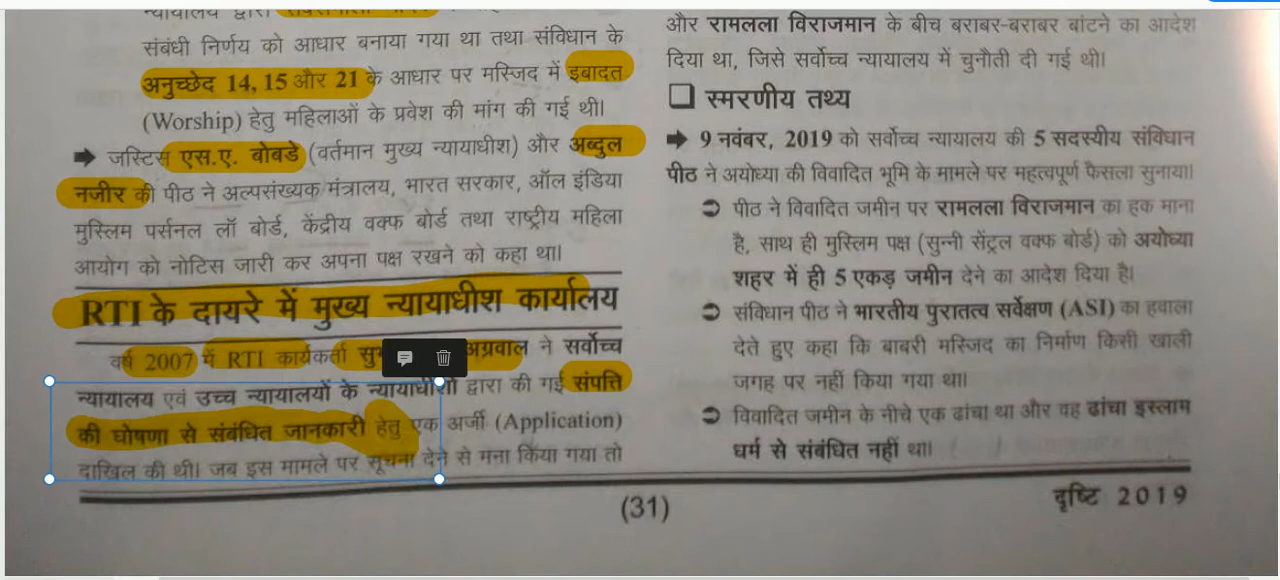 न्यायालय द्वारा
संबंधी निर्णय को आधार बनाया गया था तथा संविधान के
अनुच्छेद 14, 15 और 21 के आधार पर मस्जिद में इबादत
(Worship) हेतु महिलाओं के प्रवेश की मांग की गई थी।
➡ जस्टिस एस.ए. बोबडे (वर्तमान मुख्य न्यायाधीश) और अब्दुल
नजीर की पीठ ने अल्पसंख्यक मंत्रालय, भारत सरकार, ऑल इंडिया
मुस्लिम पर्सनल लॉ बोर्ड, केंद्रीय वक्फ बोर्ड तथा राष्ट्रीय महिला
आयोग को नोटिस जारी कर अपना पक्ष रखने को कहा था।
RTI के दायरे में मुख्य न्यायाधीश कार्यालय
वर्ष 2007 में RTI कार्यकर्ता अग्रवाल ने सर्वोच्च
न्यायालय एवं उच्च न्यायालयों के न्यायाधीशों द्वारा की गई संपत्ति
की घोषणा से संबंधित जानकारी हेतु एक अर्जी (Application)
दाखिल की थी। जब इस मामले पर सूचना देने से मना किया गया तो
और रामलला विराजमान के बीच बराबर-बराबर बांटने का आदेश
दिया था, जिसे सर्वोच्च न्यायालय में चुनौती दी गई थी।
❑ स्मरणीय तथ्य
➡ 9 नवंबर, 2019 को सर्वोच्च न्यायालय की 5 सदस्यीय संविधान
पीठ ने अयोध्या की विवादित भूमि के मामले पर महत्वपूर्ण फैसला सुनाया।
➲ पीठ ने विवादित जमीन पर रामलला विराजमान का हक माना
है, साथ ही मुस्लिम पक्ष (सुन्नी सेंट्रल वक्फ बोर्ड) को अयोध्या
शहर में ही 5 एकड़ जमीन देने का आदेश दिया है।
➲ संविधान पीठ ने भारतीय पुरातत्व सर्वेक्षण (ASI) का हवाला
देते हुए कहा कि बाबरी मस्जिद का निर्माण किसी खाली
जगह पर नहीं किया गया था।
➲ विवादित जमीन के नीचे एक ढांचा था और वह ढांचा इस्लाम
धर्म से संबंधित नहीं था।
(31)
दृष्टि 2019